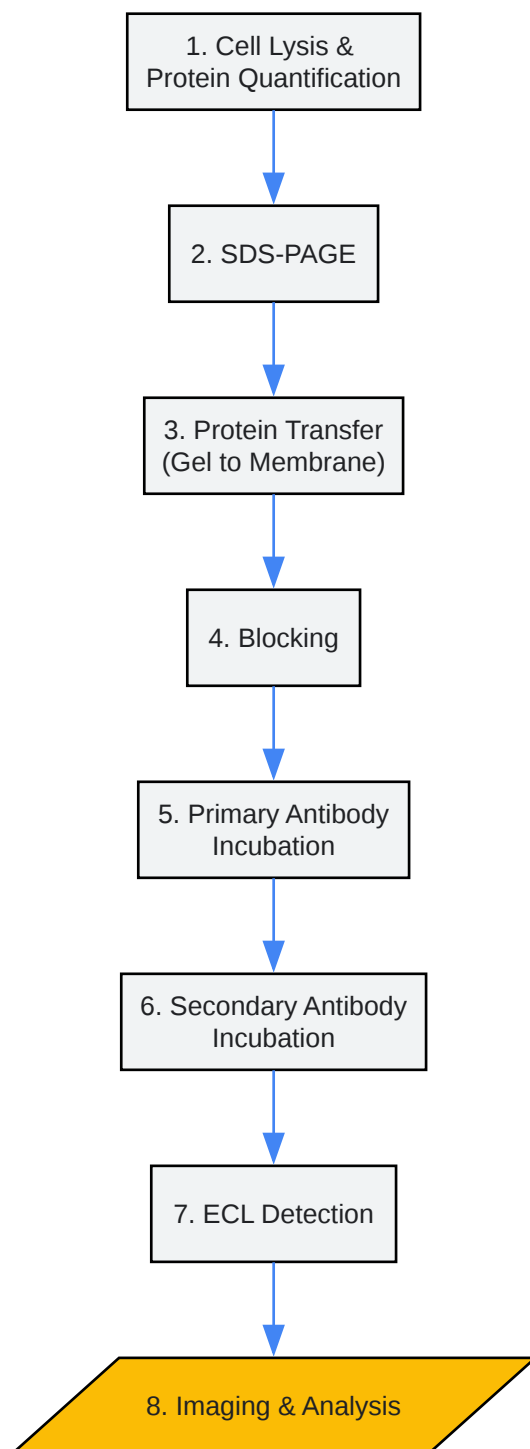 1. Cell Lysis &
Protein Quantification
2. SDS-PAGE
3. Protein Transfer
(Gel to Membrane)
4. Blocking
5. Primary Antibody
Incubation
6. Secondary Antibody
Incubation
7. ECL Detection
8. Imaging & Analysis